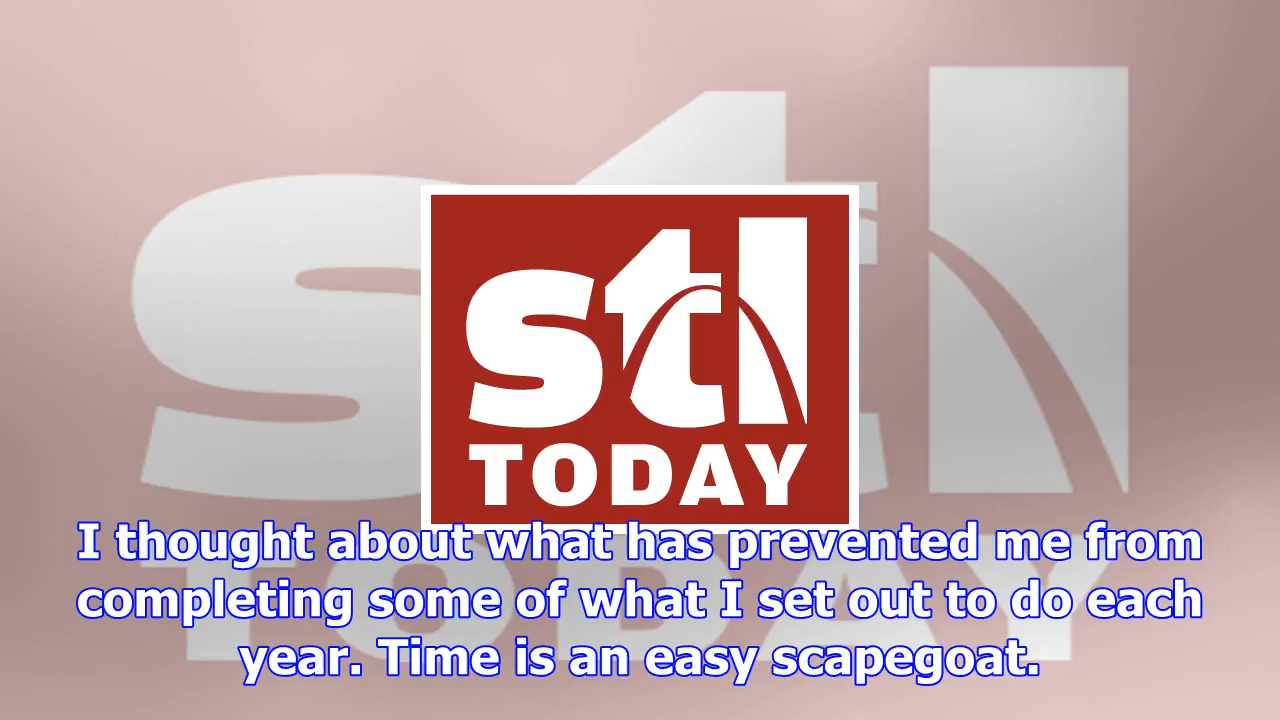 stl
TODAY
I thought about what has prevented me from
completing some of what I set out to do each
year. Time is an easy scapegoat.